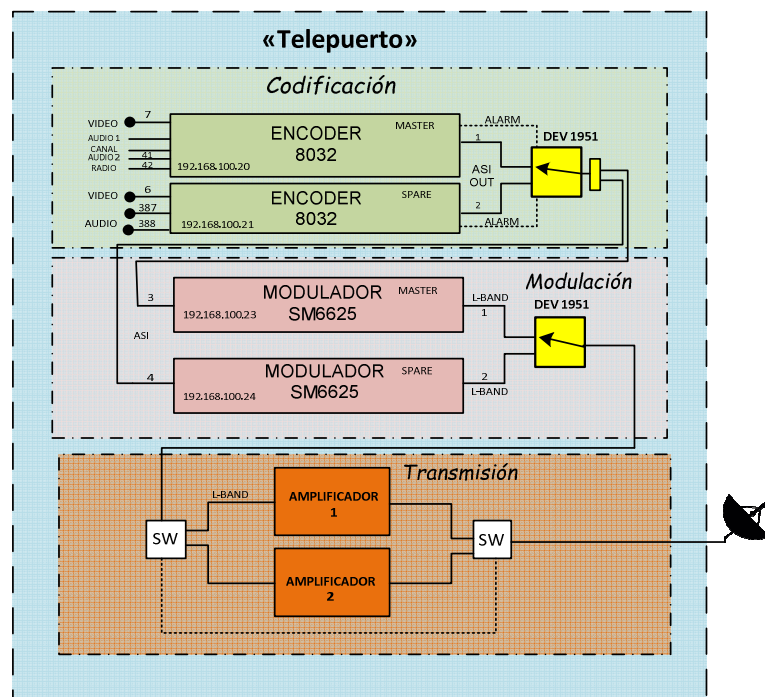 «Telepuerto»
Codificación
VIDEO
7
AUDIO 1
CANAL
AUDIO 2
41
RADIO
42
ENCODER
8032
MASTER
192.168.100.20
ALARM
1
DEV 1951
VIDEO
6
387
AUDIO
388
ENCODER
8032
SPARE
192.168.100.21
ASI
OUT
2
ALARM
Modulación
3
MODULADOR
SM6625
MASTER
192.168.100.23
L-BAND
1
DEV 1951
ASI
4
MODULADOR
SM6625
SPARE
192.168.100.24
2
L-BAND
Transmisión
L-BAND
AMPLIFICADOR
1
SW
SW
AMPLIFICADOR
2